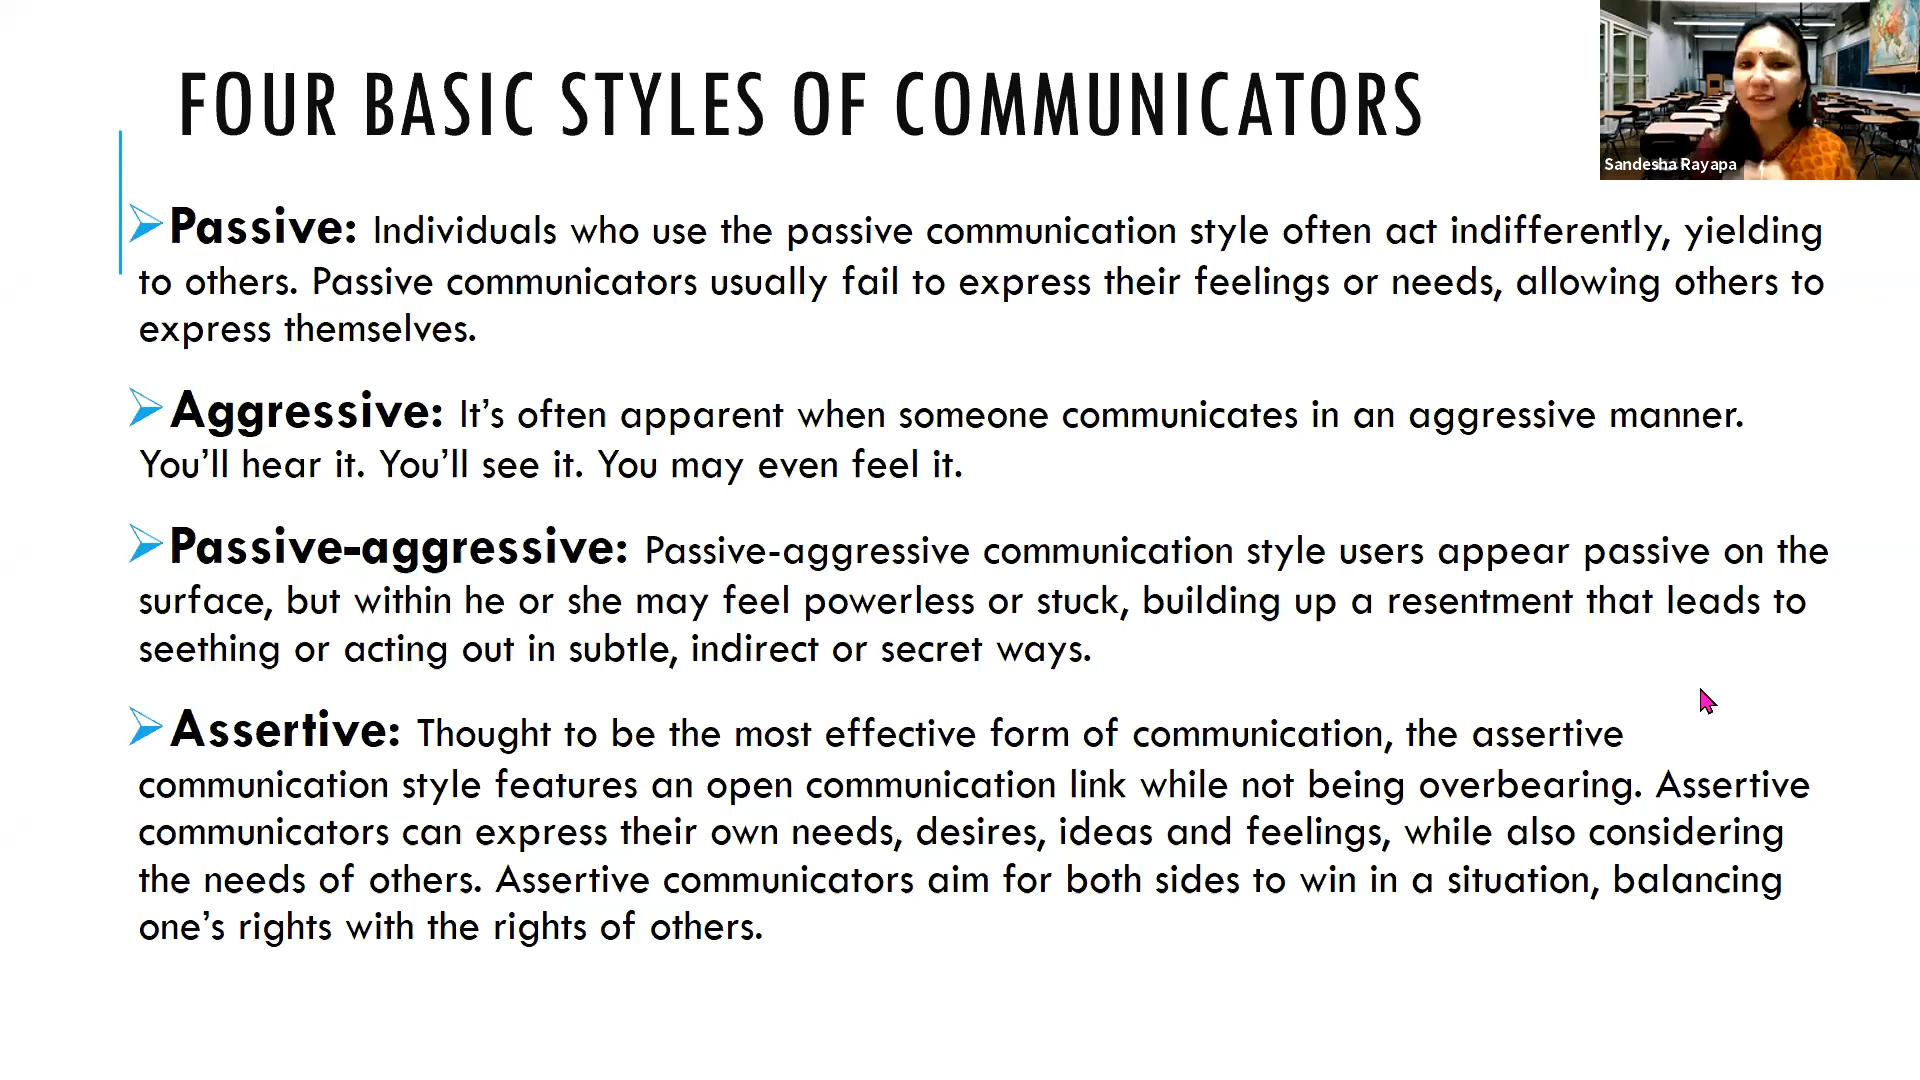 FOUR BASIC STYLES OF COMMUNICATORS
Sandesha Rayapa
Passive: Individuals who use the passive communication style often act indifferently, yielding
to others. Passive communicators usually fail to express their feelings or needs, allowing others to
express themselves.
Aggressive: It’s often apparent when someone communicates in an aggressive manner.
You’ll hear it. You’ll see it. You may even feel it.
Passive-aggressive: Passive-aggressive communication style users appear passive on the
surface, but within he or she may feel powerless or stuck, building up a resentment that leads to
seething or acting out in subtle, indirect or secret ways.
Assertive: Thought to be the most effective form of communication, the assertive
communication style features an open communication link while not being overbearing. Assertive
communicators can express their own needs, desires, ideas and feelings, while also considering
the needs of others. Assertive communicators aim for both sides to win in a situation, balancing
one’s rights with the rights of others.